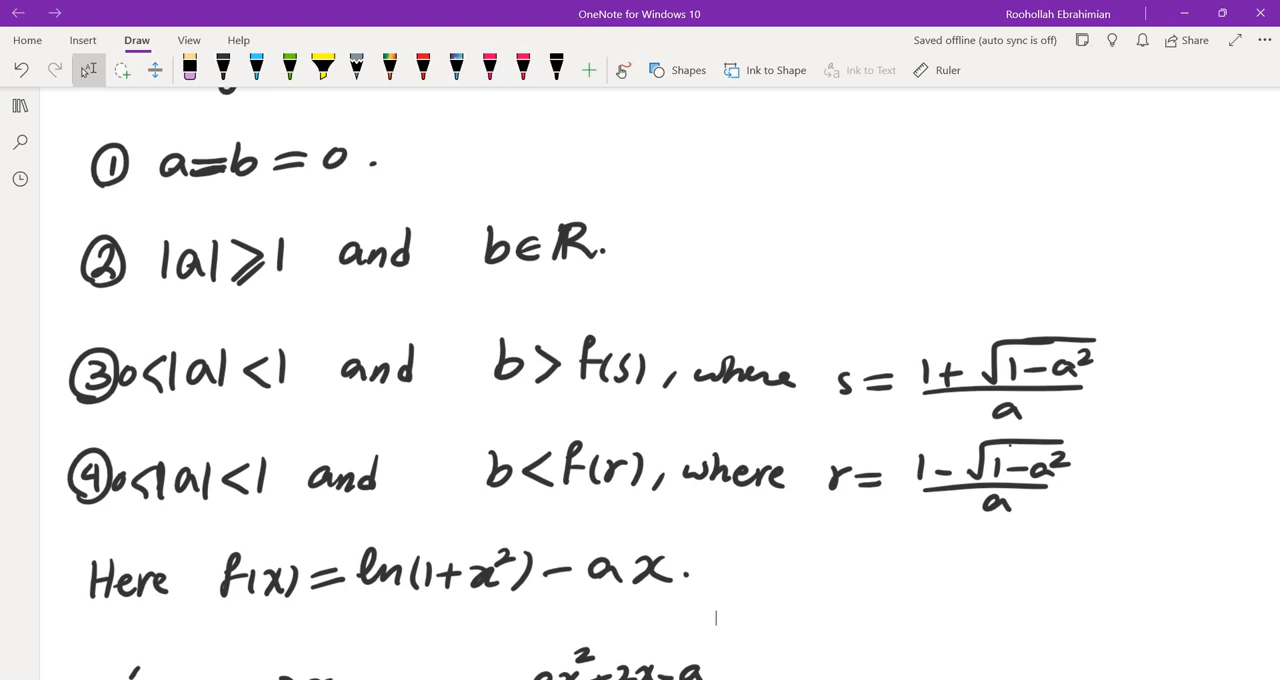 OneNote for Windows 10
Roohollah Ebrahimian
Home Insert Draw View Help
Saved offline (auto sync is off) Share
Shapes Ink to Shape Ink to Text Ruler
① a=b=0.
② |a|⩾1 and b∈ℝ.
③ 0<|a|<1 and b>f(s), where s= (1+√(1-a²))/a
④ 0<|a|<1 and b<f(r), where r= (1-√(1-a²))/a
Here f(x)=ln(1+x²)-ax.